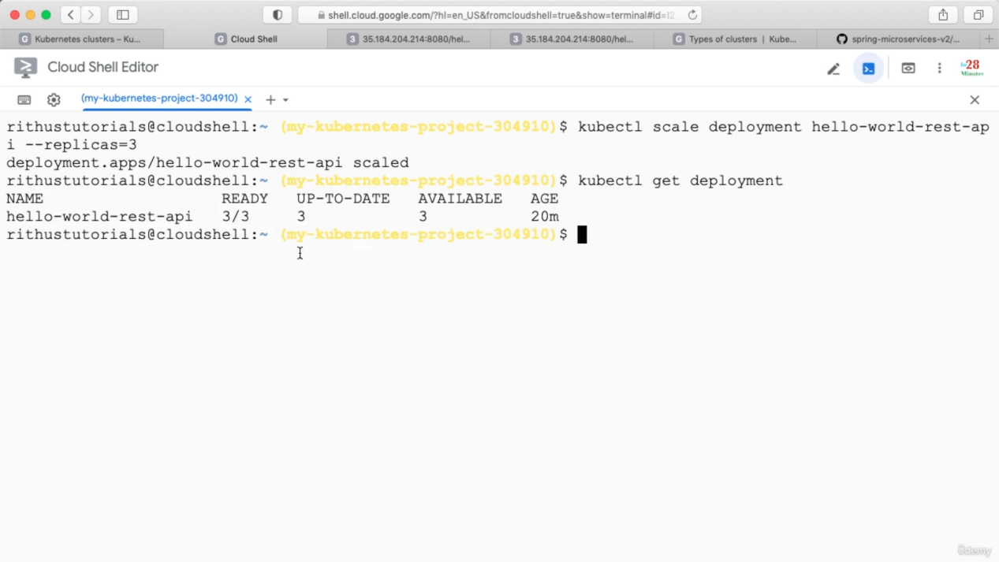 shell.cloud.google.com/?hl=en_US&fromcloudshell=true&show=terminal#id=I2
Kubernetes clusters – Ku...
Cloud Shell
35.184.204.214:8080/hel...
35.184.204.214:8080/hel...
Types of clusters | Kube...
spring-microservices-v2/...
Cloud Shell Editor
in28
Minutes
(my-kubernetes-project-304910)
rithustutorials@cloudshell:~ (my-kubernetes-project-304910)$ kubectl scale deployment hello-world-rest-ap
i --replicas=3
deployment.apps/hello-world-rest-api scaled
rithustutorials@cloudshell:~ (my-kubernetes-project-304910)$ kubectl get deployment
NAME READY UP-TO-DATE AVAILABLE AGE
hello-world-rest-api 3/3 3 3 20m
rithustutorials@cloudshell:~ (my-kubernetes-project-304910)$
ûdemy